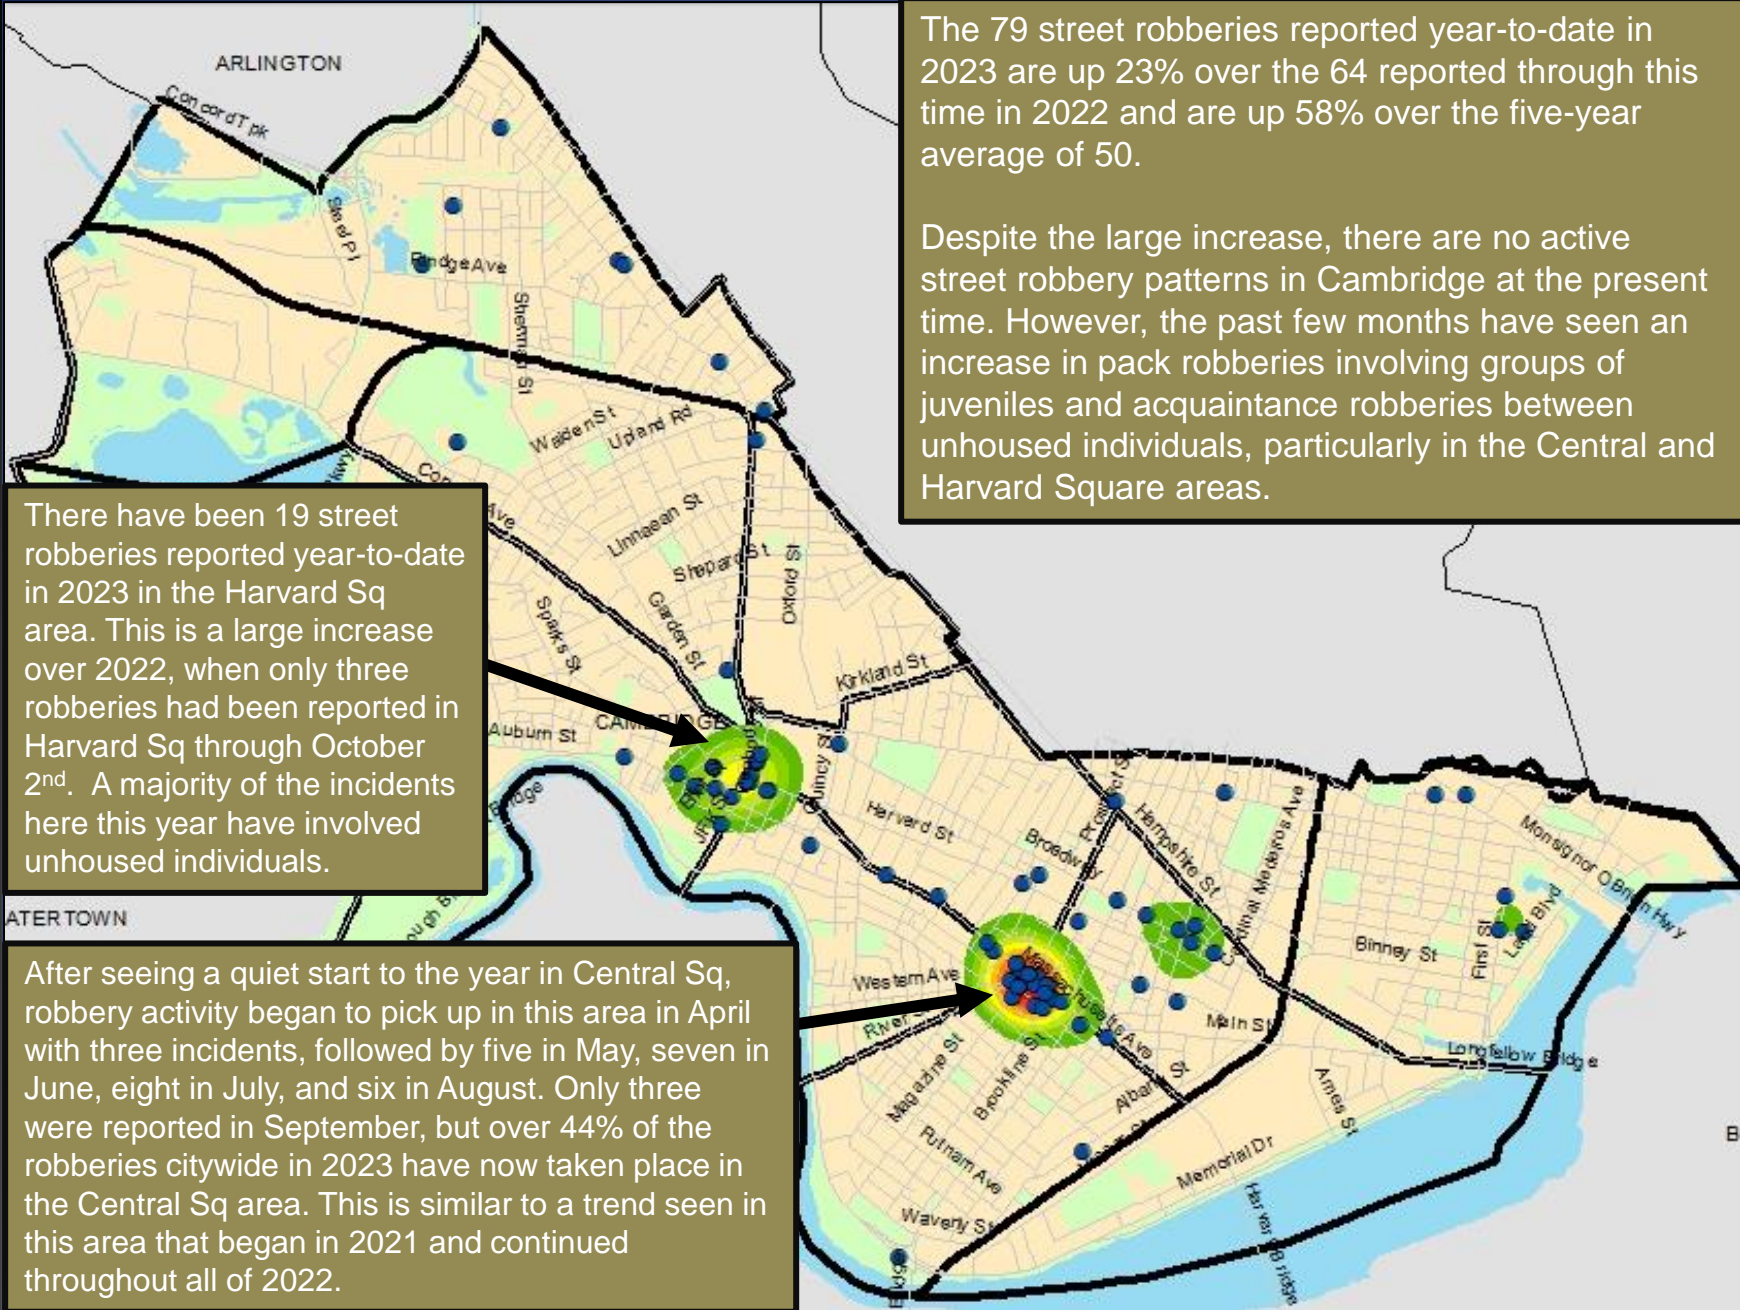 The 79 street robberies reported year-to-date in
2023 are up 23% over the 64 reported through this
time in 2022 and are up 58% over the five-year
average of 50.
Despite the large increase, there are no active
street robbery patterns in Cambridge at the present
time. However, the past few months have seen an
increase in pack robberies involving groups of
juveniles and acquaintance robberies between
unhoused individuals, particularly in the Central and
Harvard Square areas.
There have been 19 street
robberies reported year-to-date
in 2023 in the Harvard Sq
area. This is a large increase
over 2022, when only three
robberies had been reported in
Harvard Sq through October
2nd.  A majority of the incidents
here this year have involved
unhoused individuals.
After seeing a quiet start to the year in Central Sq,
robbery activity began to pick up in this area in April
with three incidents, followed by five in May, seven in
June, eight in July, and six in August. Only three
were reported in September, but over 44% of the
robberies citywide in 2023 have now taken place in
the Central Sq area. This is similar to a trend seen in
this area that began in 2021 and continued
throughout all of 2022.
ARLINGTON
Concord Tpk
Steel Pl
Rindge Ave
Sherman St
Walden St
Upland Rd
Ave
Linnaean St
Shepard St
Oxford St
Garden St
Sparks St
Kirkland St
CAMBRIDGE
Auburn St
Quincy St
Harvard St
Broadway
Prospect St
Hampshire St
Cardinal Medeiros Ave
Monsignor O'Brien Hwy
Land Blvd
First St
Binney St
ATERTOWN
Western Ave
Massachusetts Ave
Main St
Longfellow Bridge
Magazine St
Brookline St
Albany St
Ames St
Putnam Ave
Memorial Dr
Waverly St
Harvard Bridge
B